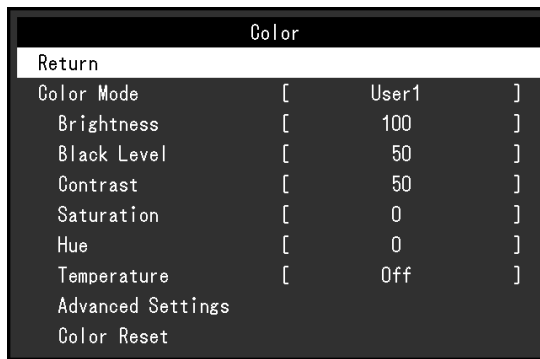 Color
Return
Color Mode [ User1 ]
Brightness [ 100 ]
Black Level [ 50 ]
Contrast [ 50 ]
Saturation [ 0 ]
Hue [ 0 ]
Temperature [ Off ]
Advanced Settings
Color Reset